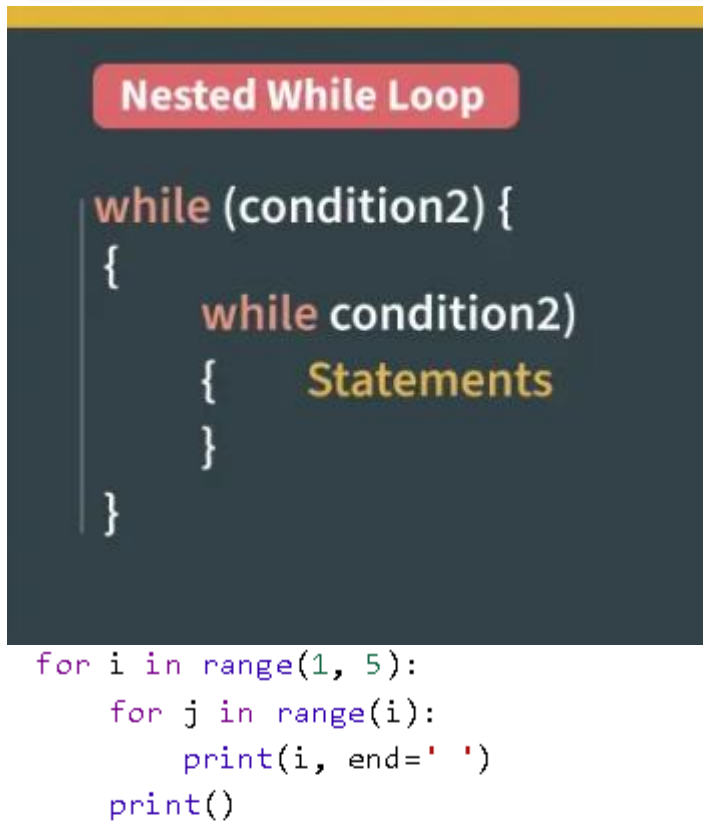 Nested While Loop
while (condition2) {
{
while condition2)
{ Statements
}
}
for i in range(1, 5):
for j in range(i):
print(i, end=' ')
print()